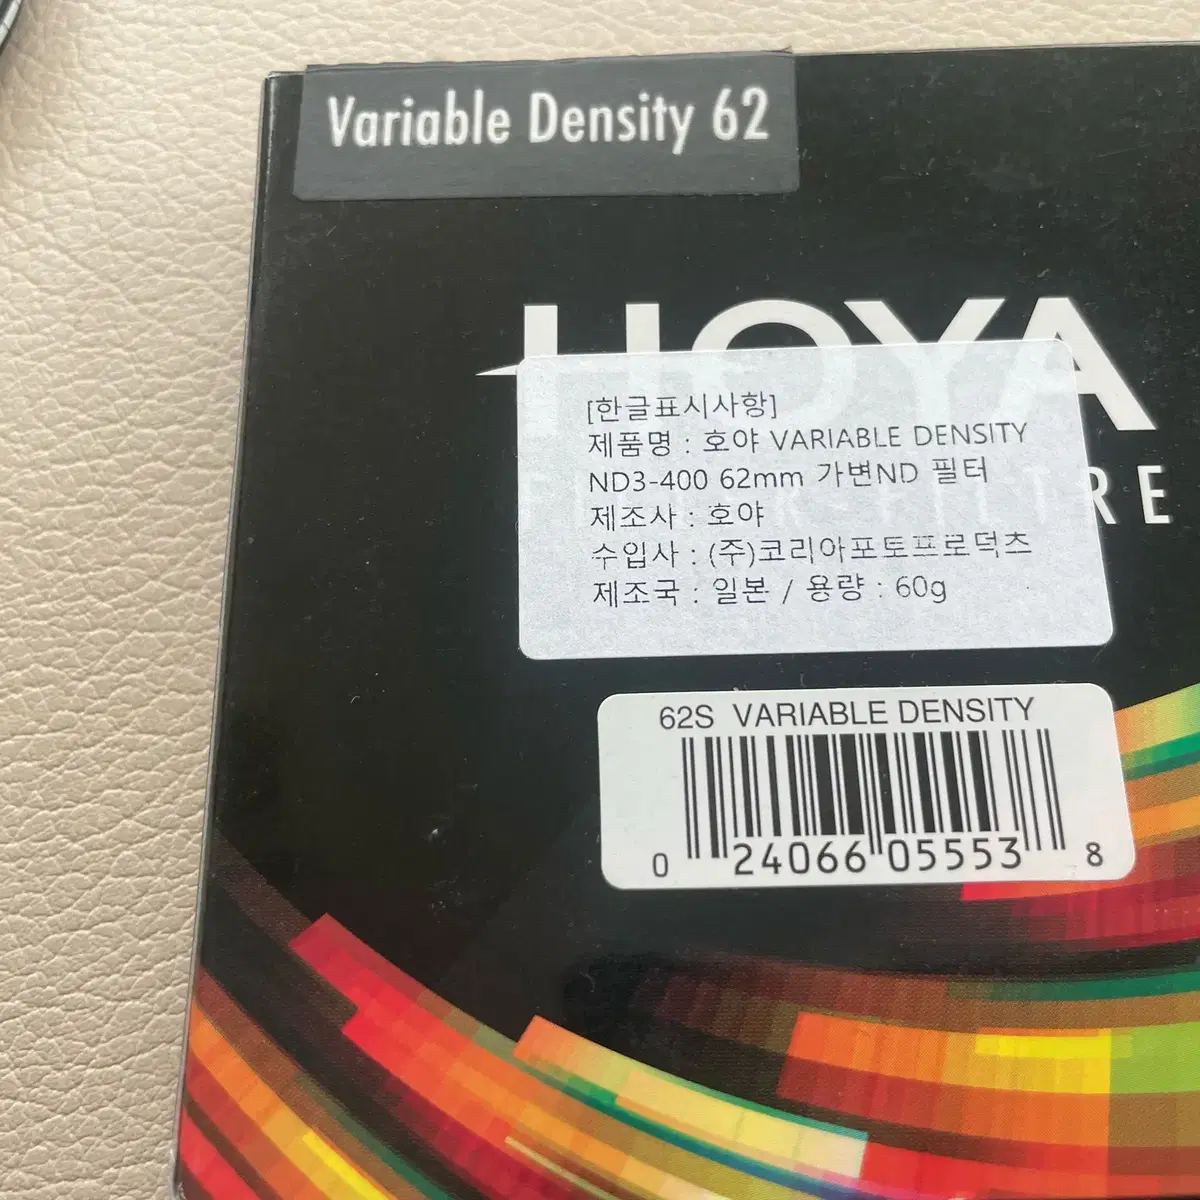 Variable Density 62
HOYA
[한글표시사항]
제품명 : 호야 VARIABLE DENSITY
ND3-400 62mm 가변ND 필터
제조사 : 호야
수입사 : (주)코리아포토프로덕츠
제조국 : 일본 / 용량 : 60g
62S VARIABLE DENSITY
0 24066 05553 8